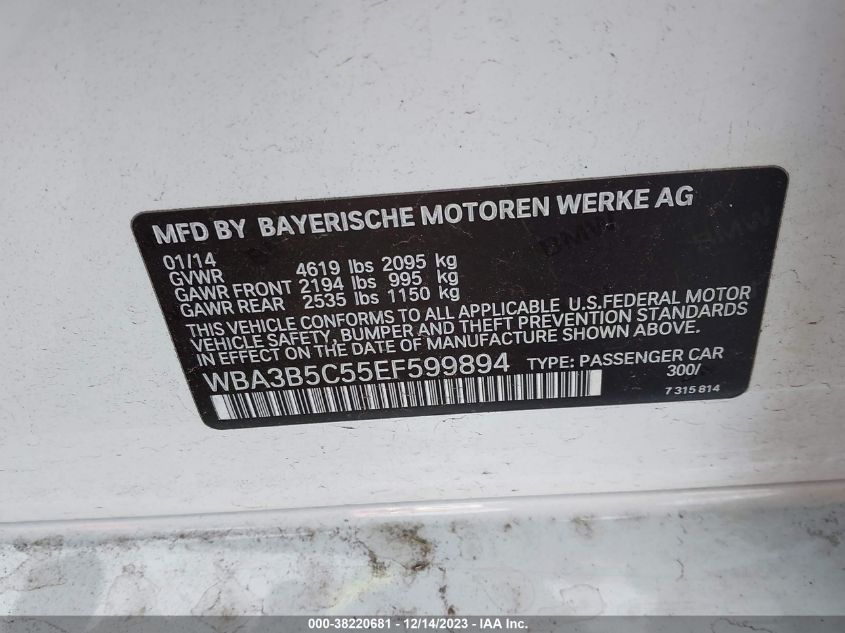 MFD BY BAYERISCHE MOTOREN WERKE AG
01/14
GVWR 4619 lbs 2095 kg
GAWR FRONT 2194 lbs 995 kg
GAWR REAR 2535 lbs 1150 kg
THIS VEHICLE CONFORMS TO ALL APPLICABLE U.S.FEDERAL MOTOR
VEHICLE SAFETY, BUMPER AND THEFT PREVENTION STANDARDS
IN EFFECT ON THE DATE OF MANUFACTURE SHOWN ABOVE.
WBA3B5C55EF599894 TYPE: PASSENGER CAR
300/
7 315 814
BMW
BMW
000-38220681 - 12/14/2023 - IAA Inc.